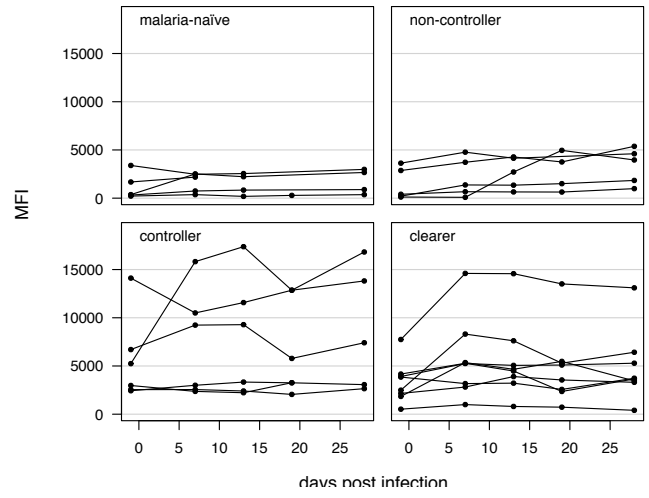 malaria-naïve
non-controller
15000
10000
5000
0
MFI
controller
clearer
15000
10000
5000
0
0 5 10 15 20 25
0 5 10 15 20 25
days post infection